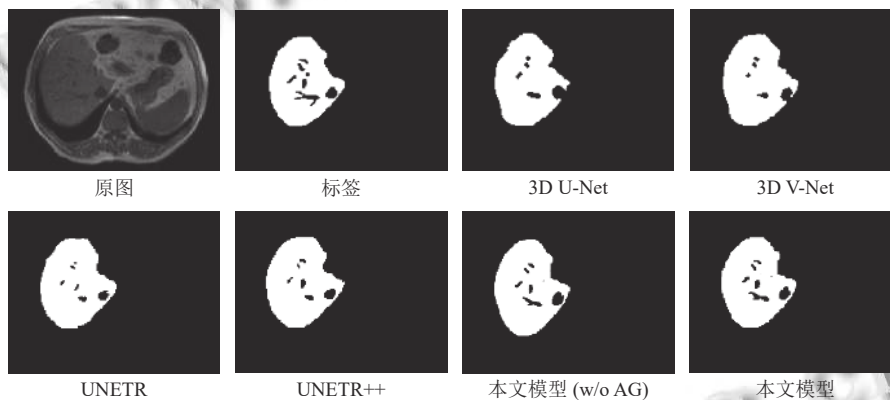 原图 标签 3D U-Net 3D V-Net
UNETR UNETR++ 本文模型 (w/o AG) 本文模型